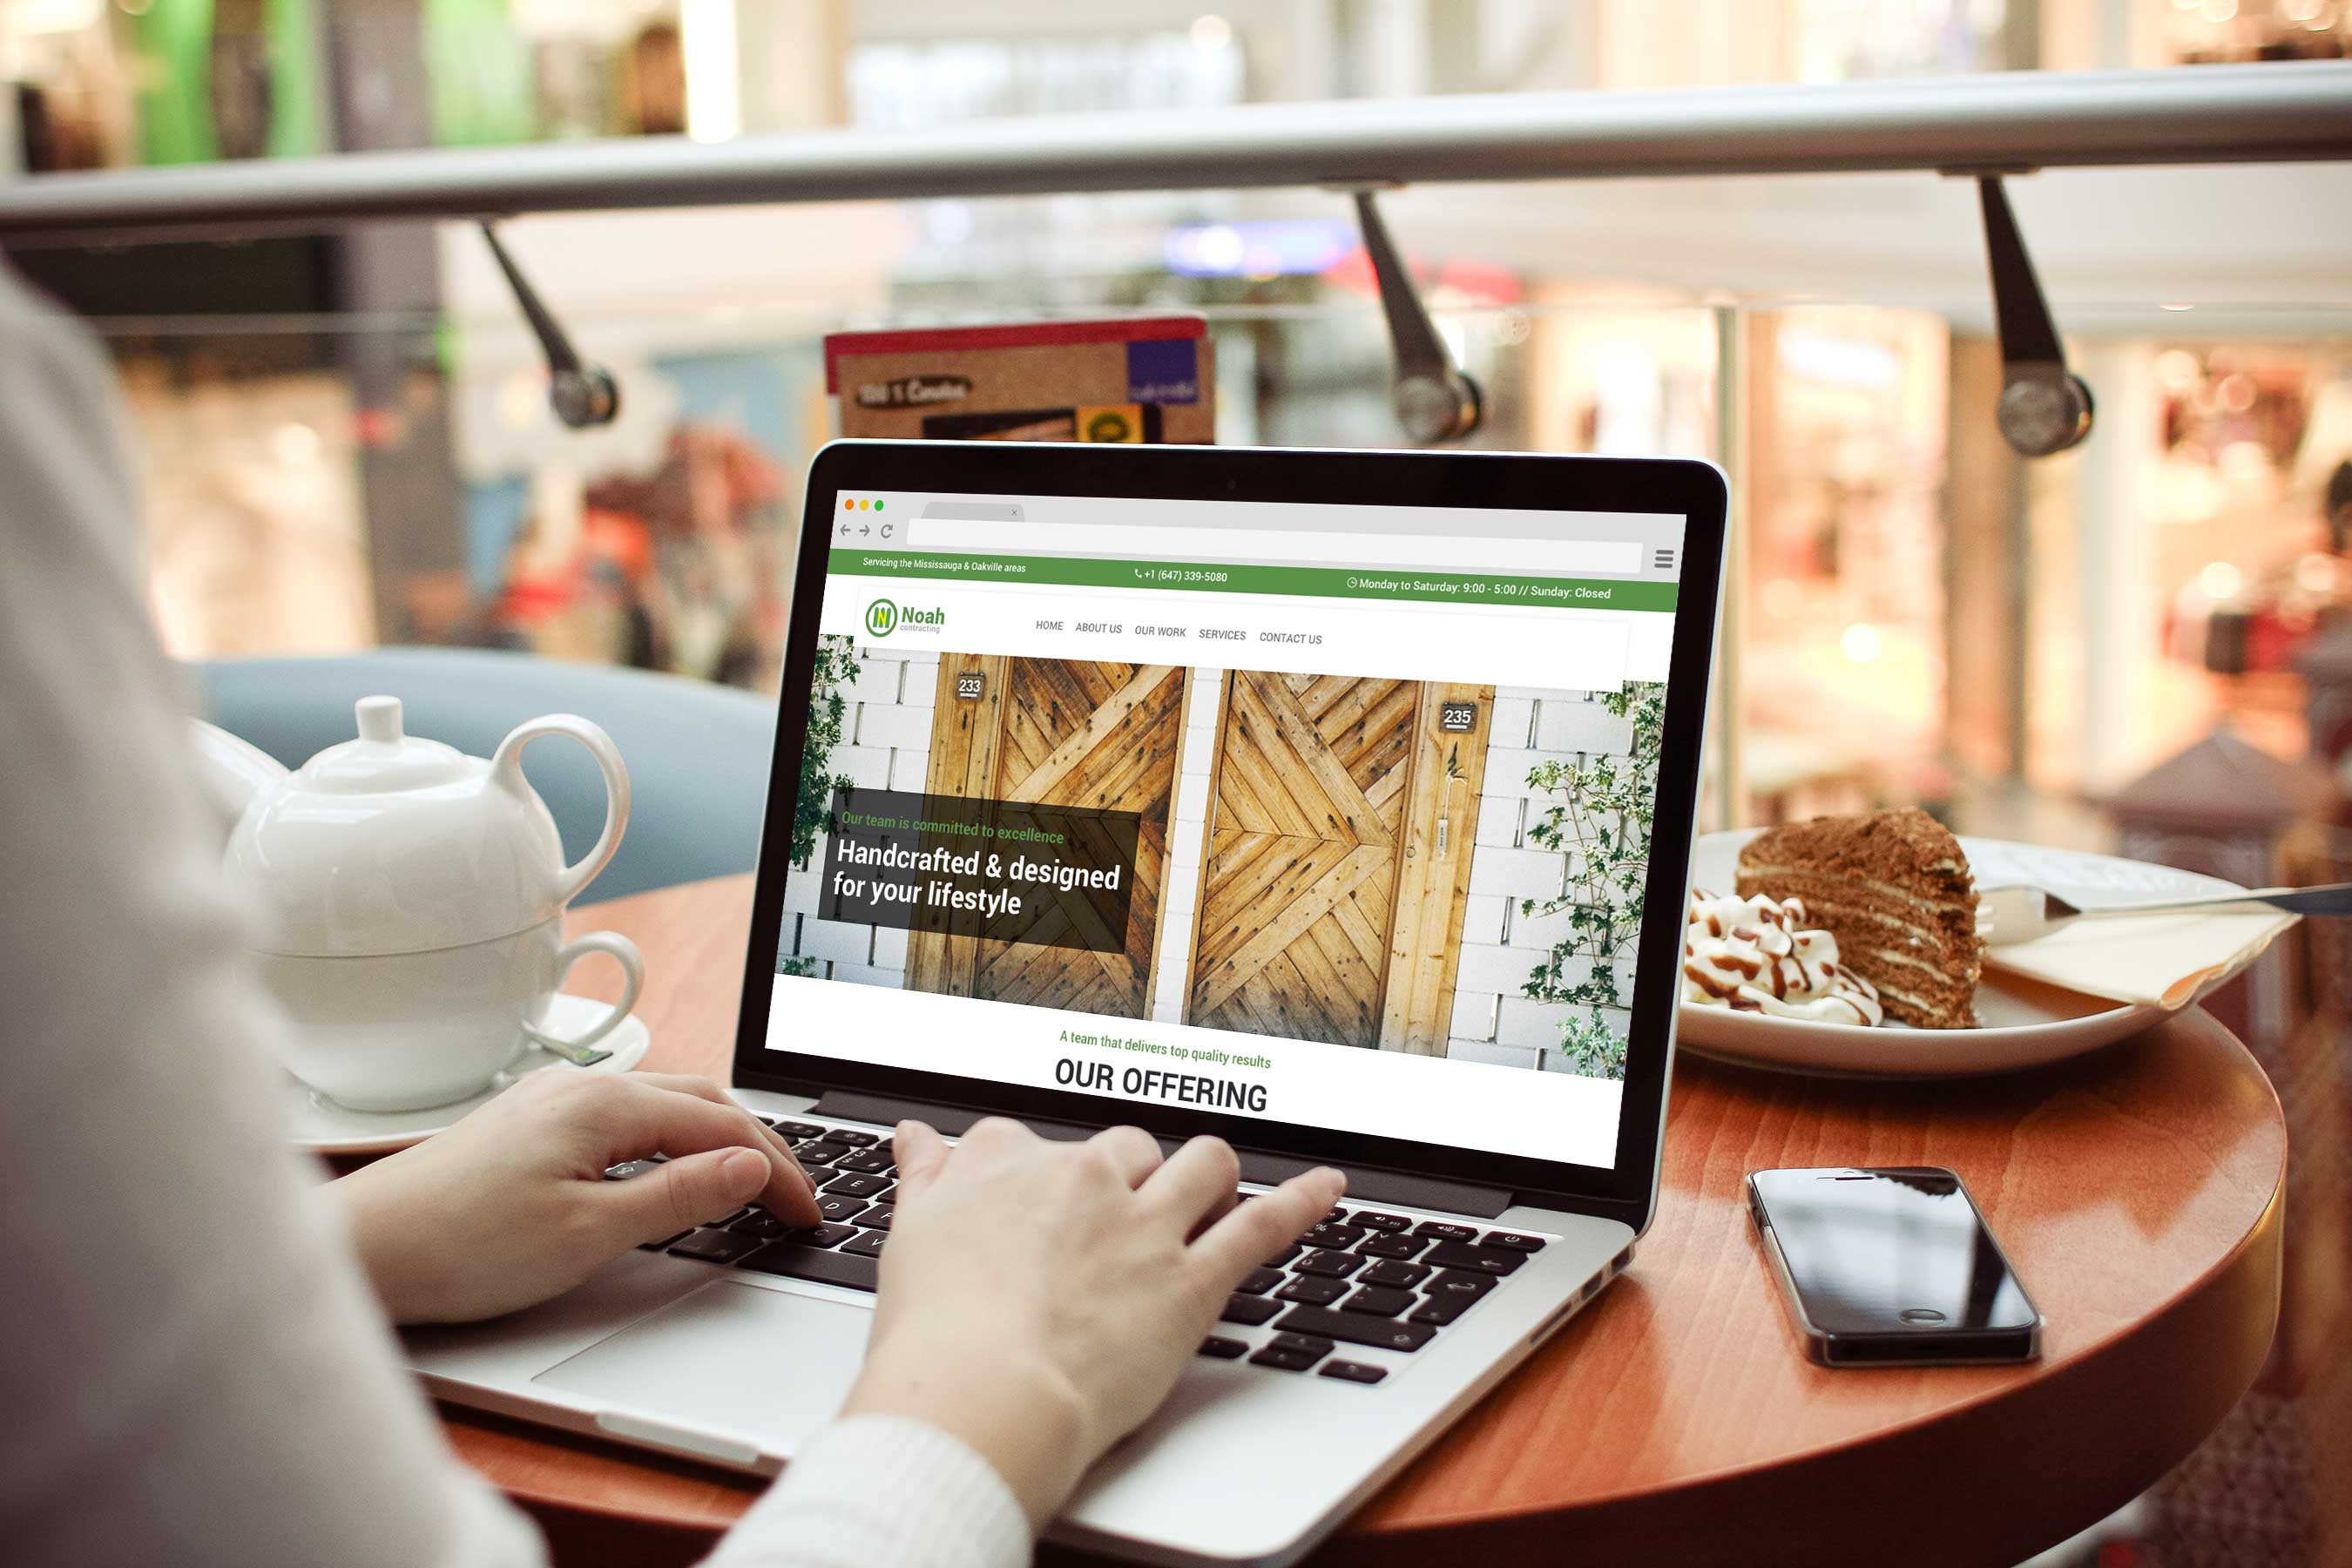 Servicing the Mississauga & Oakville areas
+1 (647) 339-5080
Monday to Saturday: 9:00 - 5:00 // Sunday: Closed
Noah
contracting
HOME ABOUT US OUR WORK SERVICES CONTACT US
233
235
Our team is committed to excellence
Handcrafted & designed
for your lifestyle
A team that delivers top quality results
OUR OFFERING
E
D
F
X
C
V